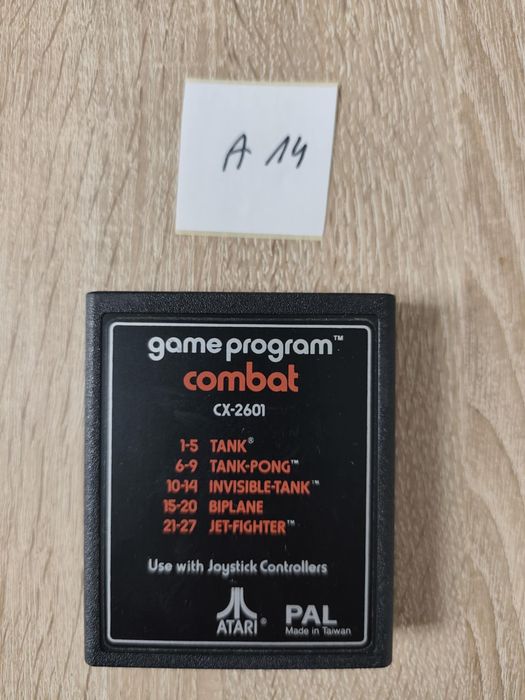 A 14
game program™
combat
CX-2601
1-5 TANK®
6-9 TANK-PONG™
10-14 INVISIBLE-TANK™
15-20 BIPLANE
21-27 JET-FIGHTER™
Use with Joystick Controllers
ATARI® PAL
Made in Taiwan